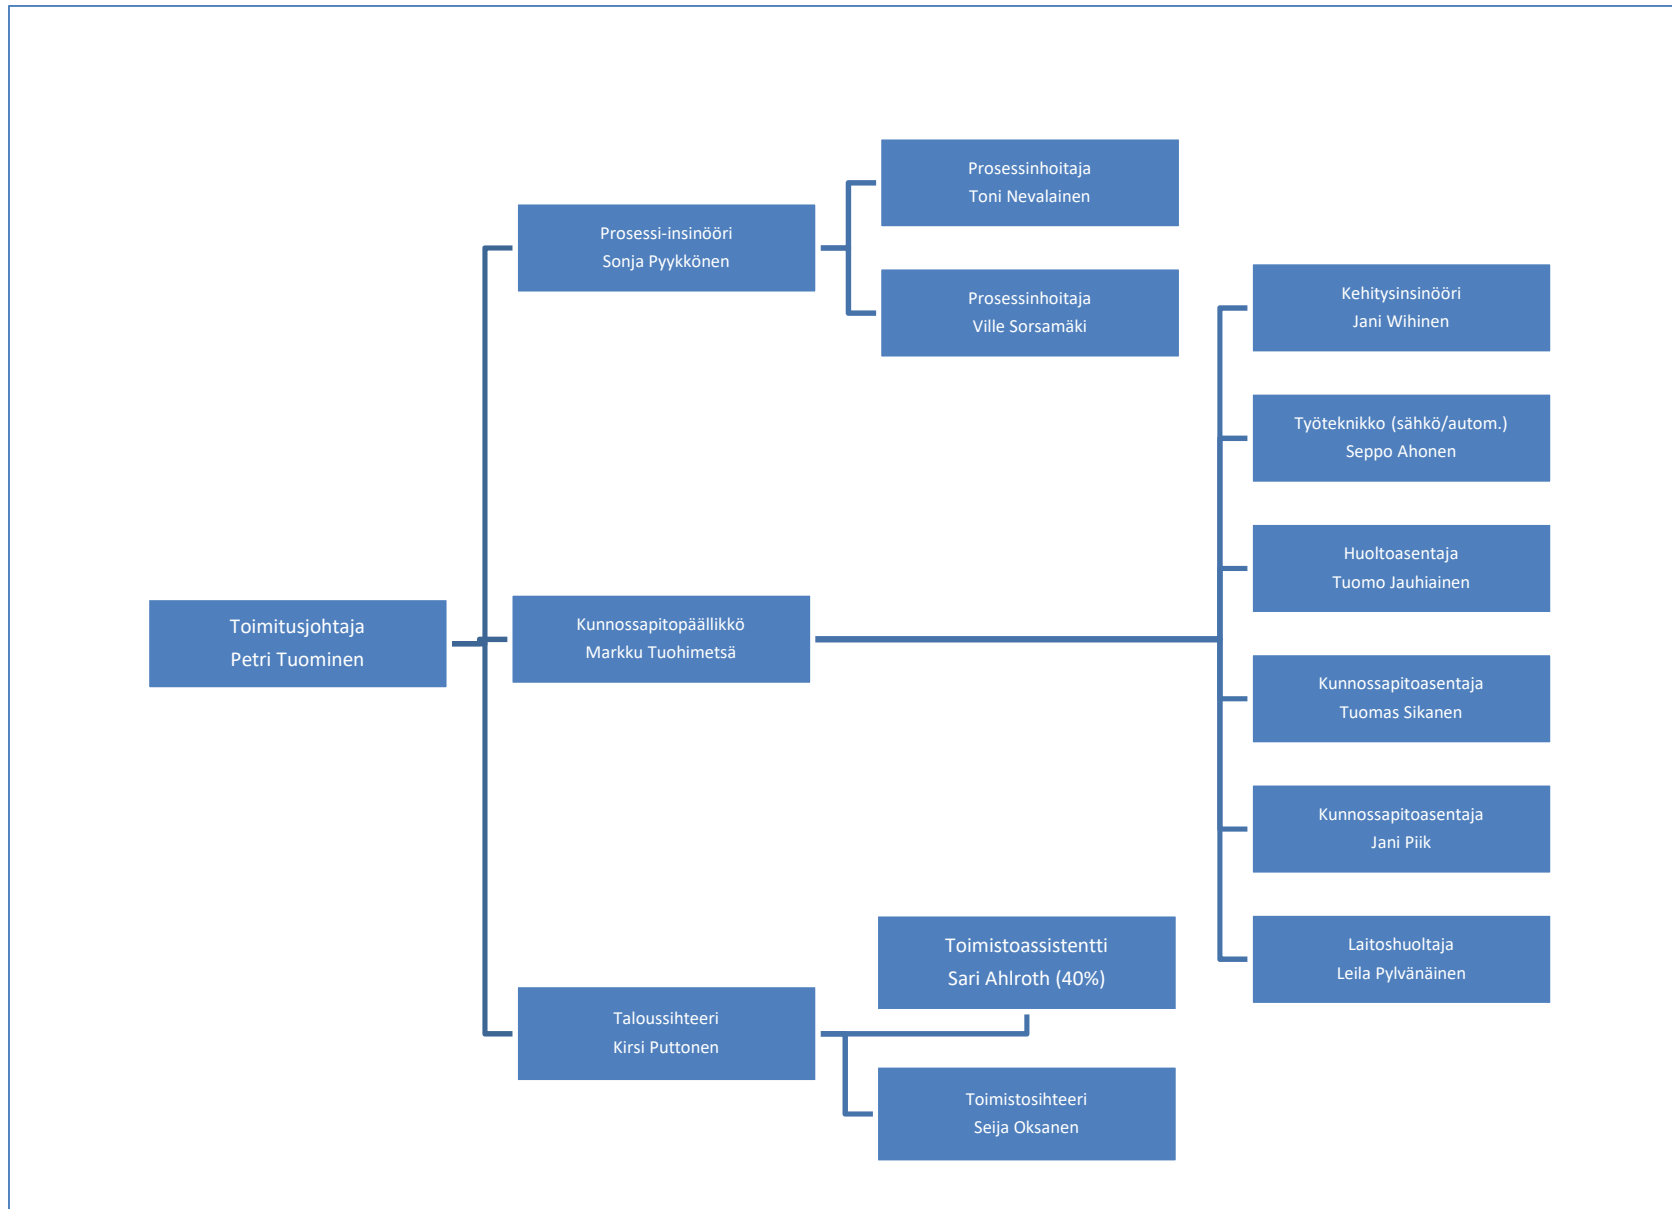 Toimitusjohtaja
Petri Tuominen
Prosessi-insinööri
Sonja Pyykkönen
Prosessinhoitaja
Toni Nevalainen
Prosessinhoitaja
Ville Sorsamäki
Kunnossapitopäällikkö
Markku Tuohimetsä
Kehitysinsinööri
Jani Wihinen
Työteknikko (sähkö/autom.)
Seppo Ahonen
Huoltoasentaja
Tuomo Jauhiainen
Kunnossapitoasentaja
Tuomas Sikanen
Kunnossapitoasentaja
Jani Piik
Laitoshuoltaja
Leila Pylvänäinen
Taloussihteeri
Kirsi Puttonen
Toimistoassistentti
Sari Ahlroth (40%)
Toimistosihteeri
Seija Oksanen